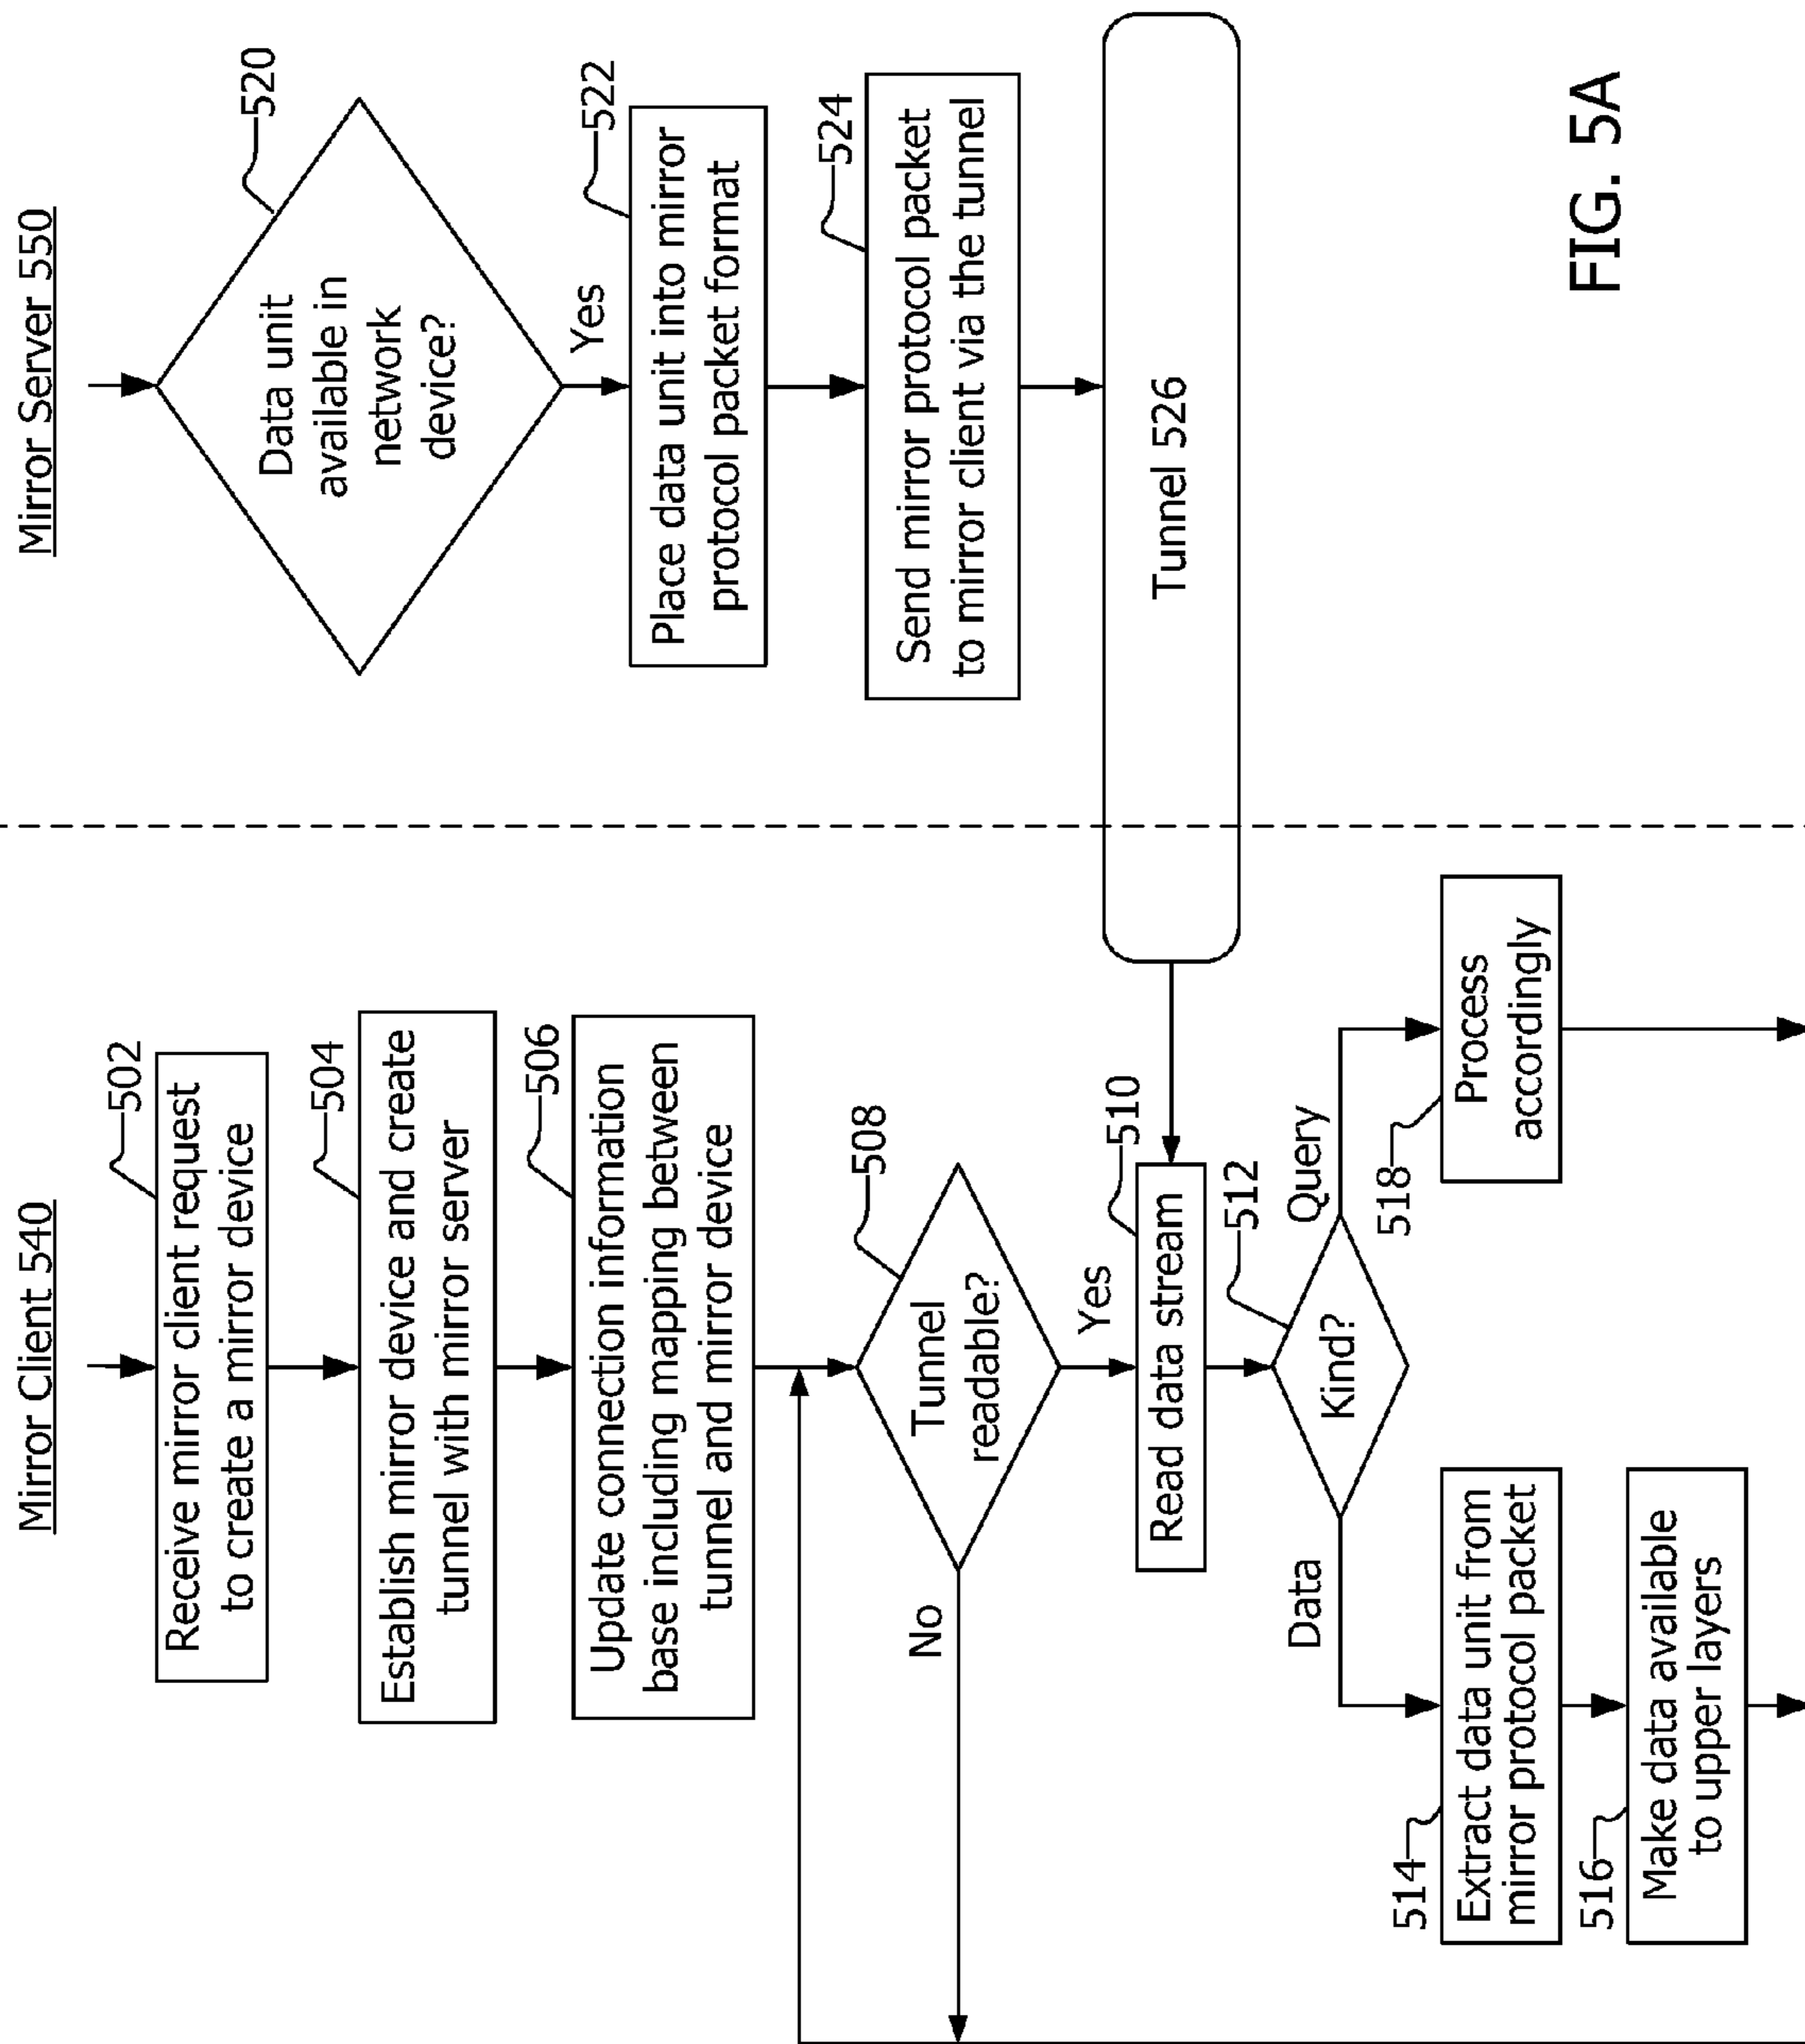 Mirror Client 540
502
Receive mirror client request
to create a mirror device
504
Establish mirror device and create
tunnel with mirror server
506
Update connection information
base including mapping between
tunnel and mirror device
508
Tunnel
readable?
No
Yes
510
Read data stream
512
Kind?
Data
Query
514
Extract data unit from
mirror protocol packet
516
Make data available
to upper layers
518
Process
accordingly
Mirror Server 550
520
Data unit
available in
network
device?
Yes
522
Place data unit into mirror
protocol packet format
524
Send mirror protocol packet
to mirror client via the tunnel
Tunnel 526
FIG. 5A